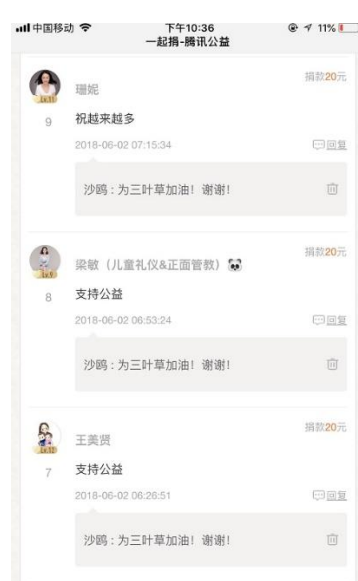 中国移动 下午10:36 11%
一起捐-腾讯公益
捐款20元
珊妮
9 祝越来越多
2018-06-02 07:15:34 回复
沙鸥：为三叶草加油！谢谢！
捐款20元
梁敏（儿童礼仪&正面管教）
8 支持公益
2018-06-02 06:53:24 回复
沙鸥：为三叶草加油！谢谢！
捐款20元
王美贤
7 支持公益
2018-06-02 06:26:51 回复
沙鸥：为三叶草加油！谢谢！